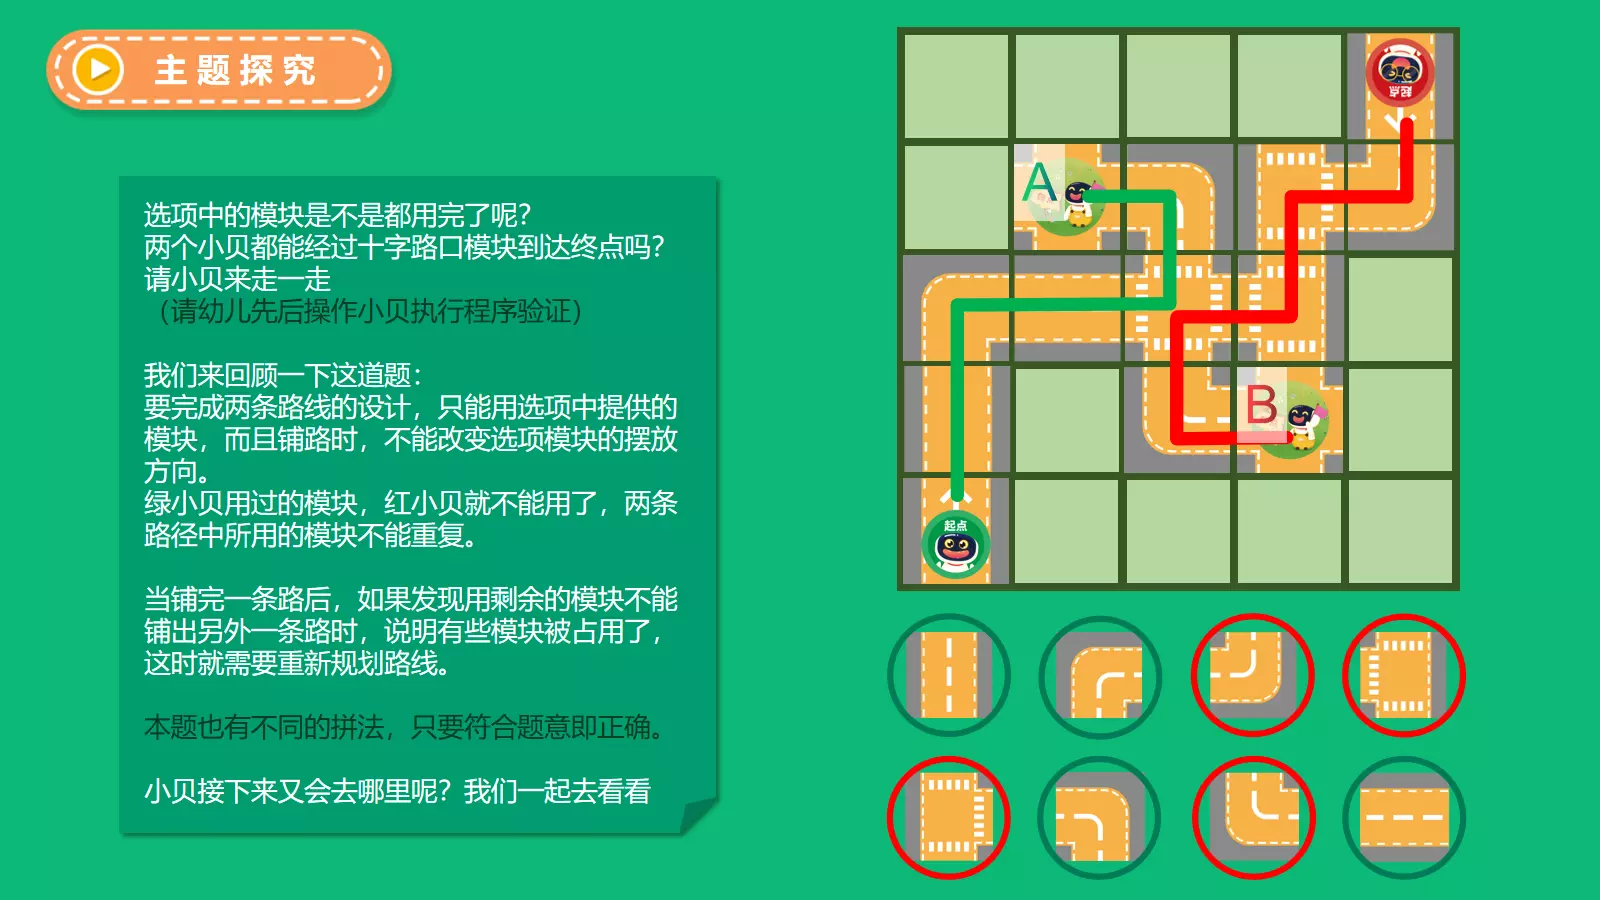 主题探究
选项中的模块是不是都用完了呢？
两个小贝都能经过十字路口模块到达终点吗？
请小贝来走一走
（请幼儿先后操作小贝执行程序验证）
我们来回顾一下这道题：
要完成两条路线的设计，只能用选项中提供的
模块，而且铺路时，不能改变选项模块的摆放
方向。
绿小贝用过的模块，红小贝就不能用了，两条
路径中所用的模块不能重复。
当铺完一条路后，如果发现用剩余的模块不能
铺出另外一条路时，说明有些模块被占用了，
这时就需要重新规划路线。
本题也有不同的拼法，只要符合题意即正确。
小贝接下来又会去哪里呢？我们一起去看看
起点
A
B
起点